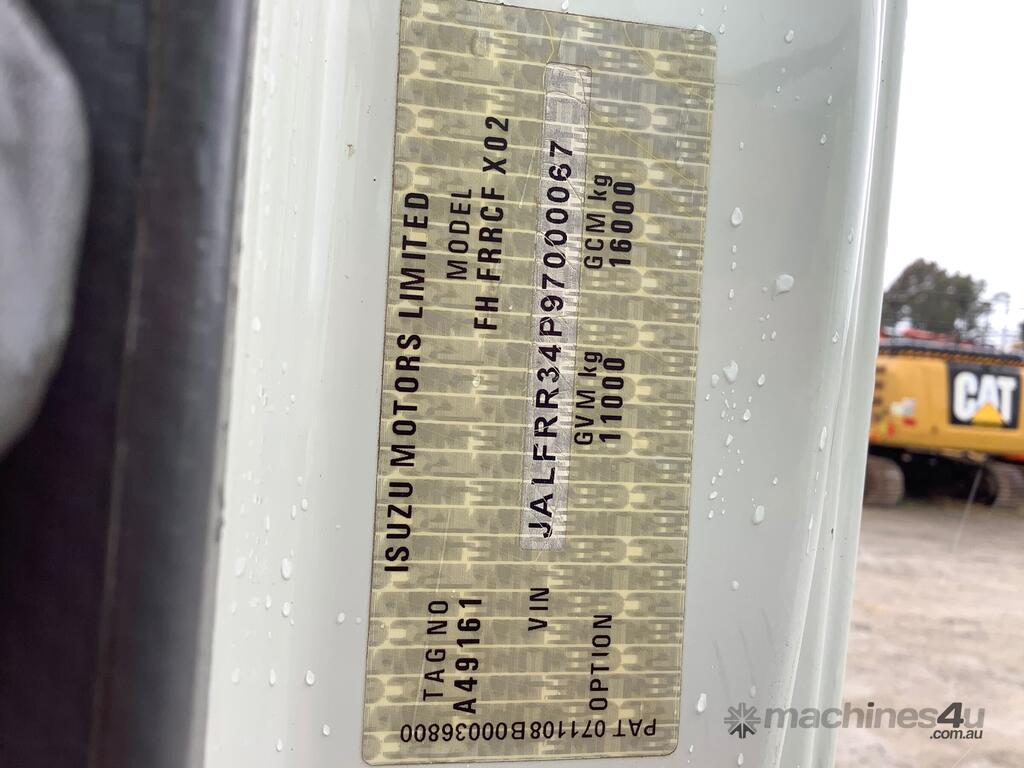 ISUZU MOTORS LIMITED
TAG NO
A49161
MODEL
FH FRRCF X02
VIN
JALFRR34P97000067
GVM kg
11000
GCM kg
16000
OPTION
PAT 071108B00036800
CAT
machines4u
.com.au